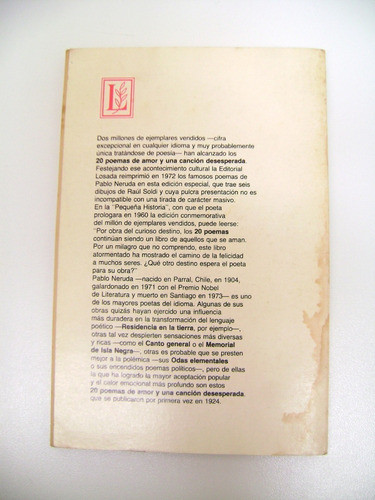 L
Dos millones de ejemplares vendidos —cifra
excepcional en cualquier idioma y muy probablemente
única tratándose de poesía— han alcanzado los
20 poemas de amor y una canción desesperada.
Festejando ese acontecimiento cultural la Editorial
Losada reimprimió en 1972 los famosos poemas de
Pablo Neruda en esta edición especial, que trae seis
dibujos de Raúl Soldi y cuya pulcra presentación no es
incompatible con una tirada de carácter masivo.
En la "Pequeña Historia", con que el poeta
prologara en 1960 la edición conmemorativa
del millón de ejemplares vendidos, puede leerse:
"Por obra del curioso destino, los 20 poemas
continúan siendo un libro de aquellos que se aman.
Por un milagro que no comprendo, este libro
atormentado ha mostrado el camino de la felicidad
a muchos seres. ¿Qué otro destino espera el poeta
para su obra?"
Pablo Neruda —nacido en Parral, Chile, en 1904,
galardonado en 1971 con el Premio Nobel
de Literatura y muerto en Santiago en 1973— es uno
de los mayores poetas del idioma. Algunas de sus
obras quizás hayan ejercido una influencia
más duradera en la transformación del lenguaje
poético —Residencia en la tierra, por ejemplo—,
otras tal vez despierten sensaciones más diversas
y ricas —como el Canto general o el Memorial
de Isla Negra—, otras es probable que se presten
mejor a la polémica —sus Odas elementales
o sus encendidos poemas políticos—, pero de ellas
la que ha logrado la mayor aceptación popular
y el calor emocional más profundo son estos
20 poemas de amor y una canción desesperada,
que se publicaron por primera vez en 1924.